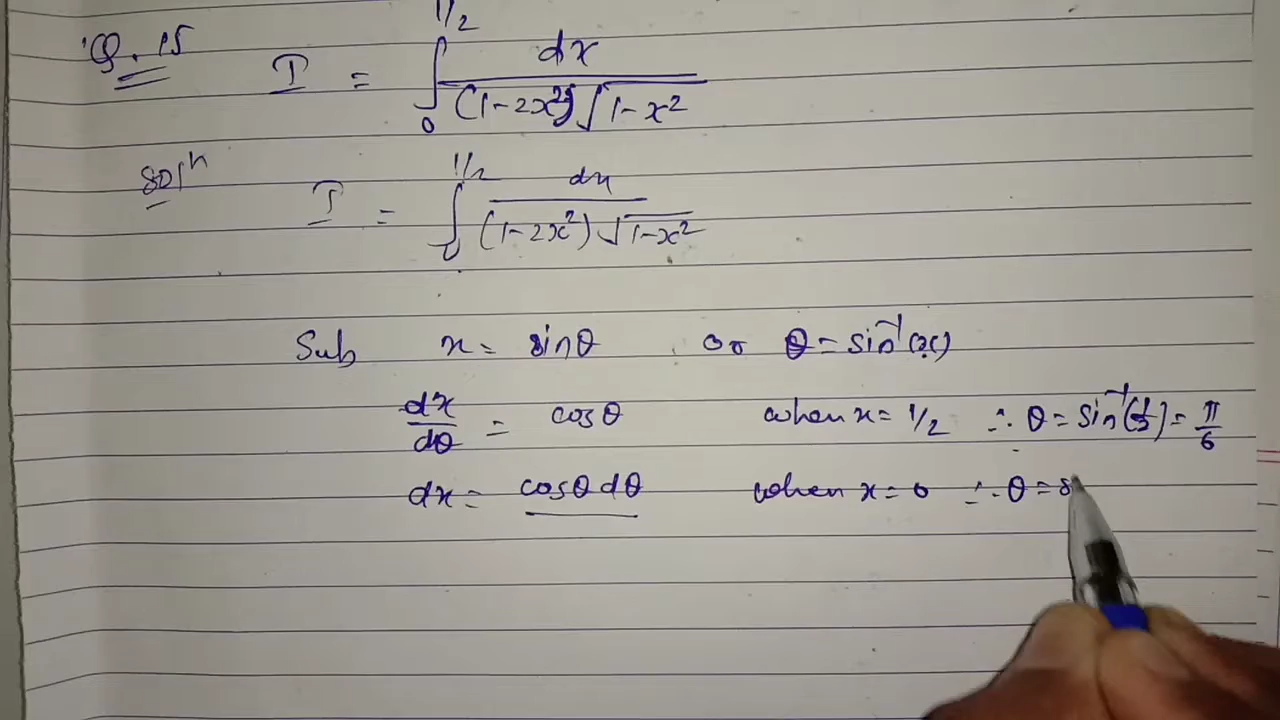 Q. 15 I = ∫₀^{1/2} dx / (1-2x²)√1-x²
Solⁿ I = ∫₀^{1/2} dx / (1-2x²)√1-x²
Sub x = sinθ or θ = sin⁻¹(x)
dx/dθ = cosθ when x = 1/2 ∴ θ = sin⁻¹(1/2) = π/6
dx = cosθ dθ when x = 0 ∴ θ = s